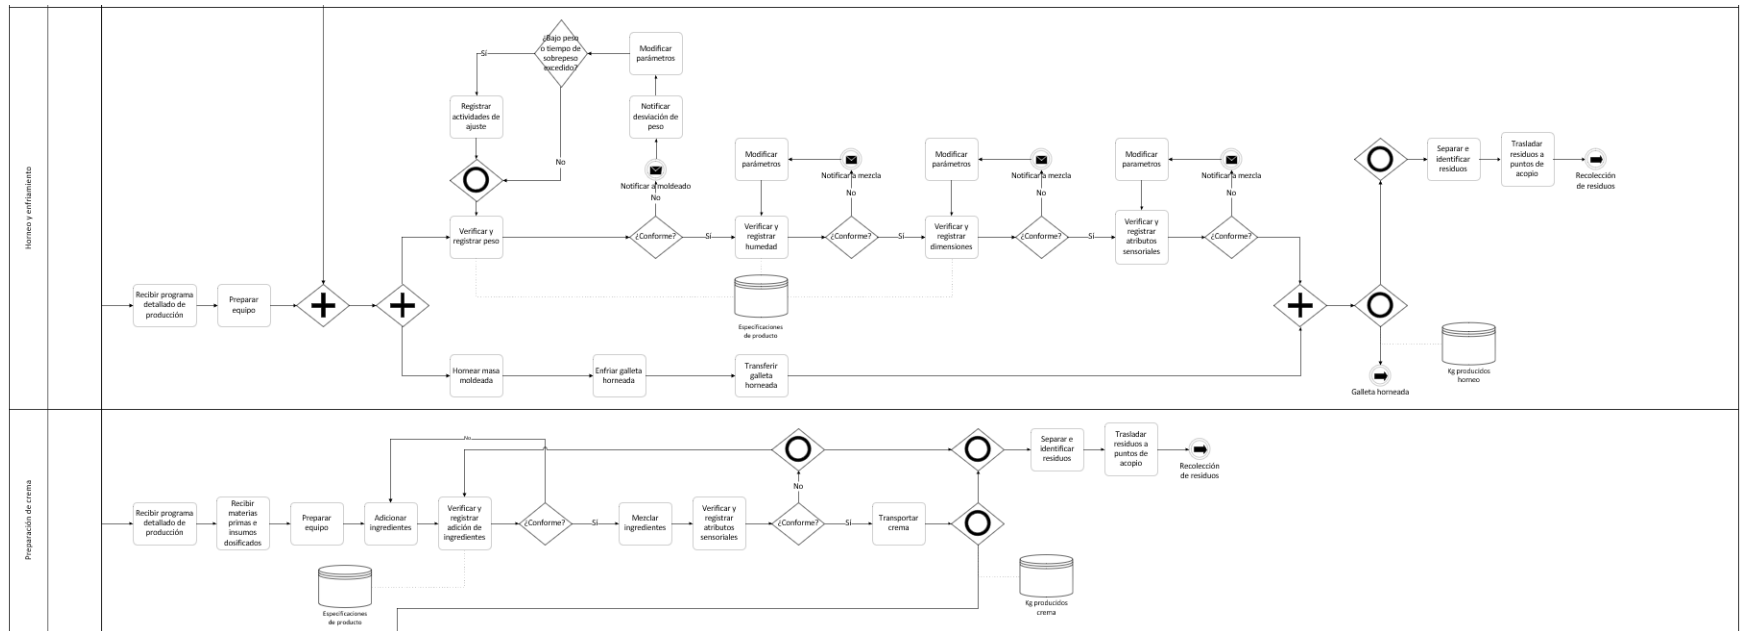 Horneo y enfriamiento
¿Bajo peso
o tiempo de
sobrepeso
excedido?
Sí
No
Modificar
parámetros
Registrar
actividades de
ajuste
Notificar
desviación de
peso
Notificar a moldeado
No
Verificar y
registrar peso
¿Conforme?
Sí
Modificar
parámetros
Notificar a mezcla
No
Verificar y
registrar
humedad
¿Conforme?
Sí
Modificar
parámetros
Notificar a mezcla
No
Verificar y
registrar
dimensiones
¿Conforme?
Sí
Modificar
parametros
Notificar a mezcla
No
Verificar y
registrar
atributos
sensoriales
¿Conforme?
Separar e
identificar
residuos
Trasladar
residuos a
puntos de
acopio
Recolección
de residuos
Recibir programa
detallado de
producción
Preparar
equipo
Especificaciones
de producto
Hornear masa
moldeada
Enfriar galleta
horneada
Transferir
galleta
horneada
Galleta horneada
Kg producidos
horneo
Preparación de crema
No
Recibir programa
detallado de
producción
Recibir
materias
primas e
insumos
dosificados
Preparar
equipo
Adicionar
ingredientes
Verificar y
registrar
adición de
ingredientes
¿Conforme?
Sí
Mezclar
ingredientes
Verificar y
registrar
atributos
sensoriales
¿Conforme?
No
Sí
Transportar
crema
Separar e
identificar
residuos
Trasladar
residuos a
puntos de
acopio
Recolección
de residuos
Especificaciones
de producto
Kg producidos
crema